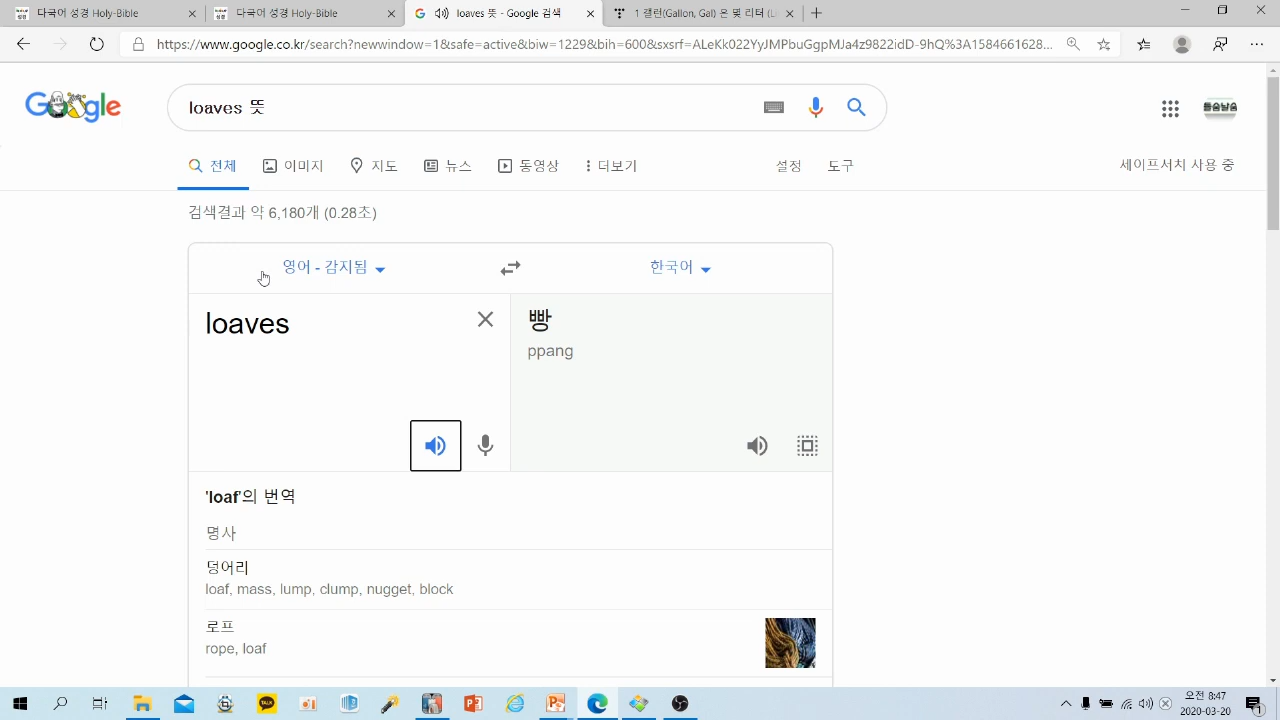 다국어 성경 Holy-Bible
다국어 성경 Holy-Bible
loaves 뜻 - Google 검색
1 갤런(Gallon, Gal) 은 몇 리터 (Li
https://www.google.co.kr/search?newwindow=1&safe=active&biw=1229&bih=600&sxsrf=ALeKk022YyJMPbuGgpMJa4z9822idD-9hQ%3A1584661628...
Google
loaves 뜻
전체 이미지 지도 뉴스 동영상 더보기 설정 도구
세이프서치 사용 중
검색결과 약 6,180개 (0.28초)
영어 - 감지됨
한국어
loaves
빵
ppang
'loaf'의 번역
명사
덩어리
loaf, mass, lump, clump, nugget, block
로프
rope, loaf
TALK
오전 8:47
2020-03-20